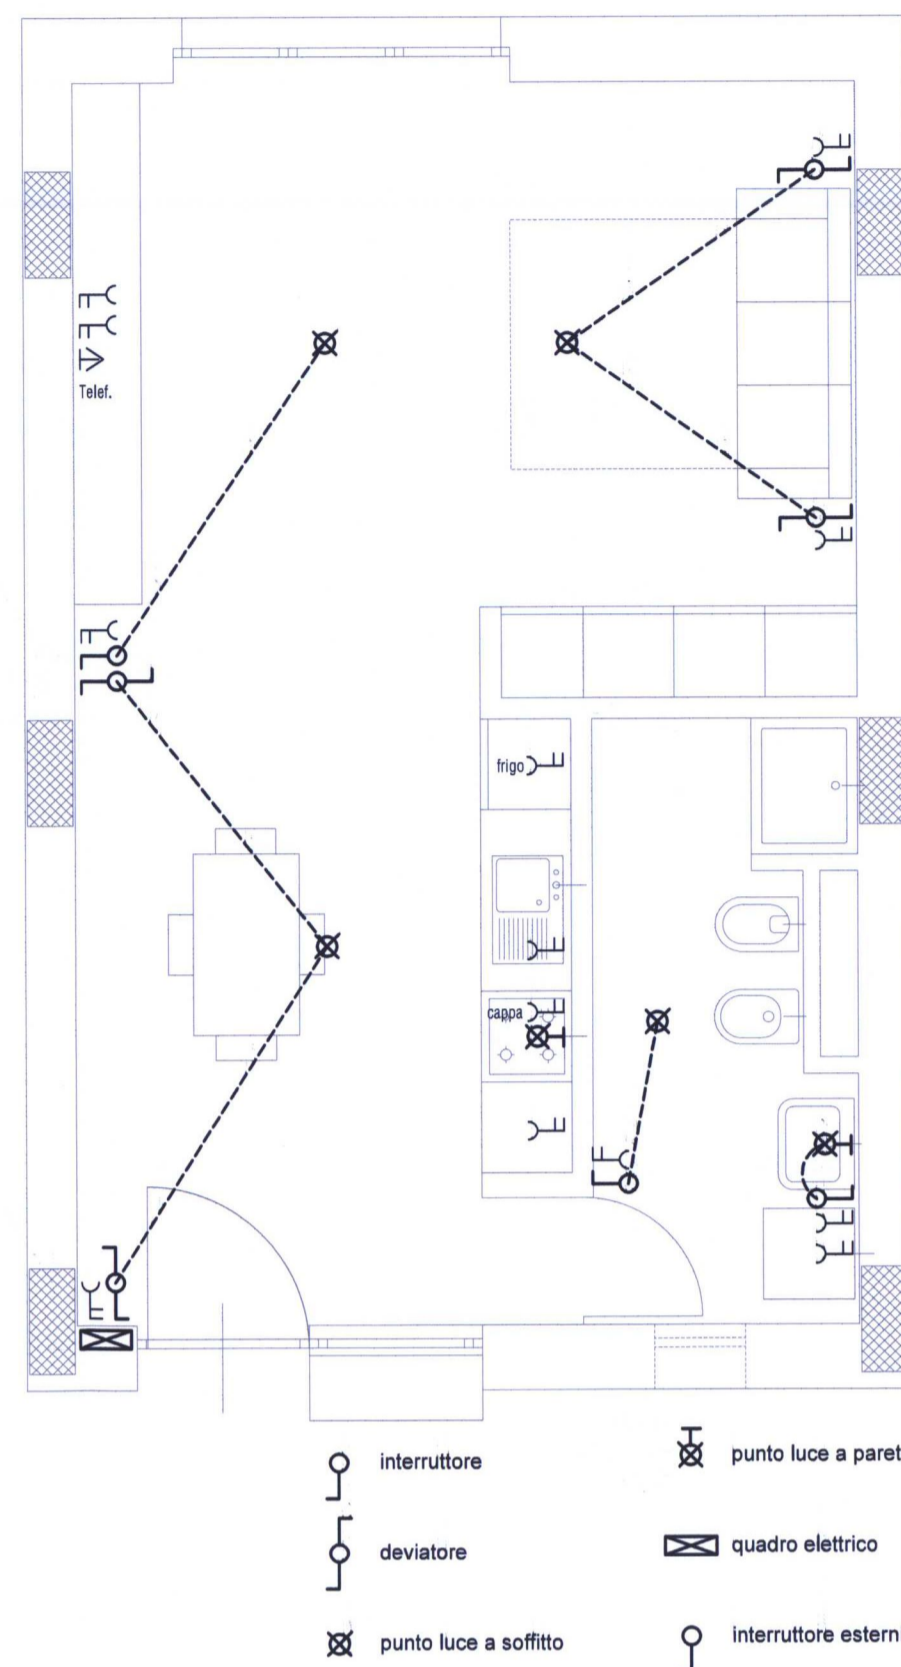 Telef.
frigo
cappa
interruttore
punto luce a paret
deviatore
quadro elettrico
punto luce a soffitto
interruttore estern